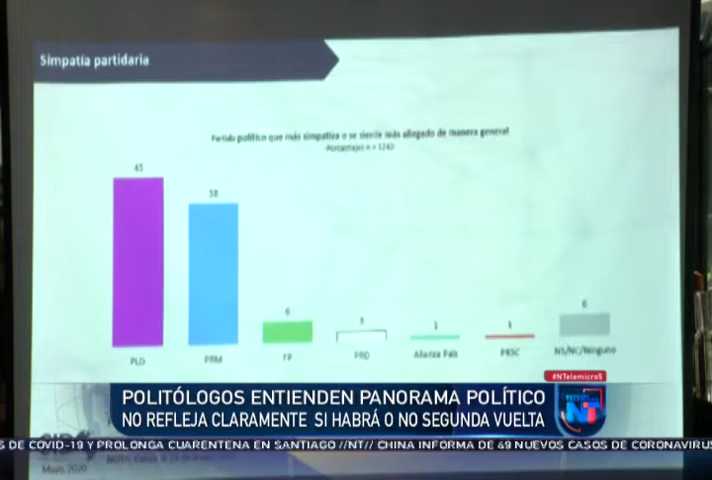 Simpatía partidaria
Partido político que más simpatiza o se siente más allegado de manera general
38
6
3
1
1
6
PLD
PRM
FP
PRD
Alianza País
PRSC
NS/NC/Ninguno
#NTelemicro5
POLITÓLOGOS ENTIENDEN PANORAMA POLÍTICO
NO REFLEJA CLARAMENTE SI HABRÁ O NO SEGUNDA VUELTA
NT
S DE COVID-19 Y PROLONGA CUARENTENA EN SANTIAGO //NT// CHINA INFORMA DE 69 NUEVOS CASOS DE CORONAVIRUS
Mayo, 2020